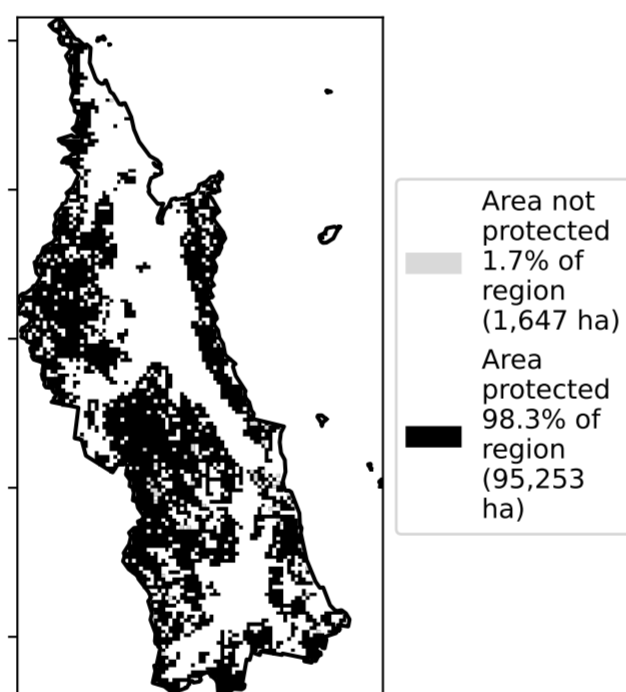 Area not
protected
1.7% of
region
(1,647 ha)
Area
protected
98.3% of
region
(95,253
ha)